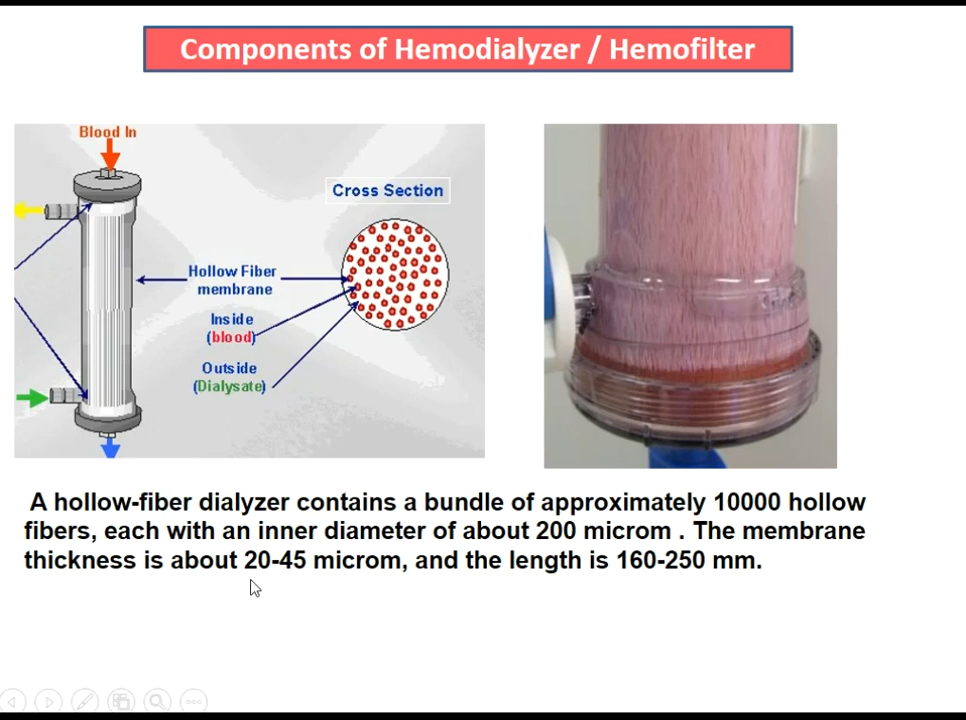 Components of Hemodialyzer / Hemofilter
Blood In
Cross Section
Hollow Fiber
membrane
Inside
(blood)
Outside
(Dialysate)
A hollow-fiber dialyzer contains a bundle of approximately 10000 hollow
fibers, each with an inner diameter of about 200 microm . The membrane
thickness is about 20-45 microm, and the length is 160-250 mm.